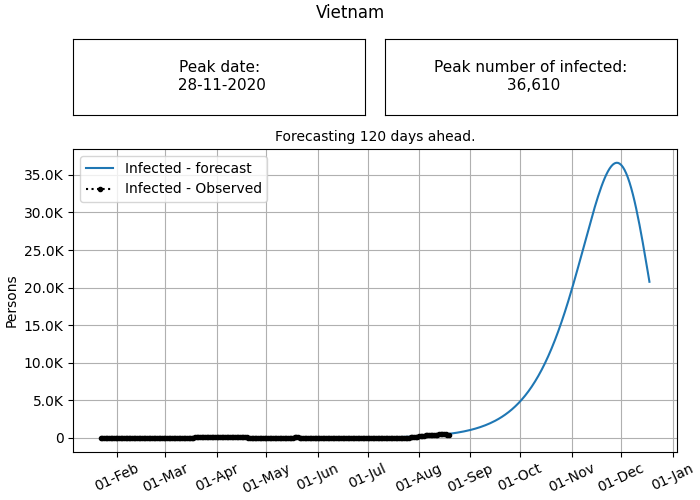 Vietnam
Peak date:
28-11-2020
Peak number of infected:
36,610
Forecasting 120 days ahead.
Infected - forecast
Infected - Observed
Persons
35.0K
30.0K
25.0K
20.0K
15.0K
10.0K
5.0K
0
01-Feb
01-Mar
01-Apr
01-May
01-Jun
01-Jul
01-Aug
01-Sep
01-Oct
01-Nov
01-Dec
01-Jan